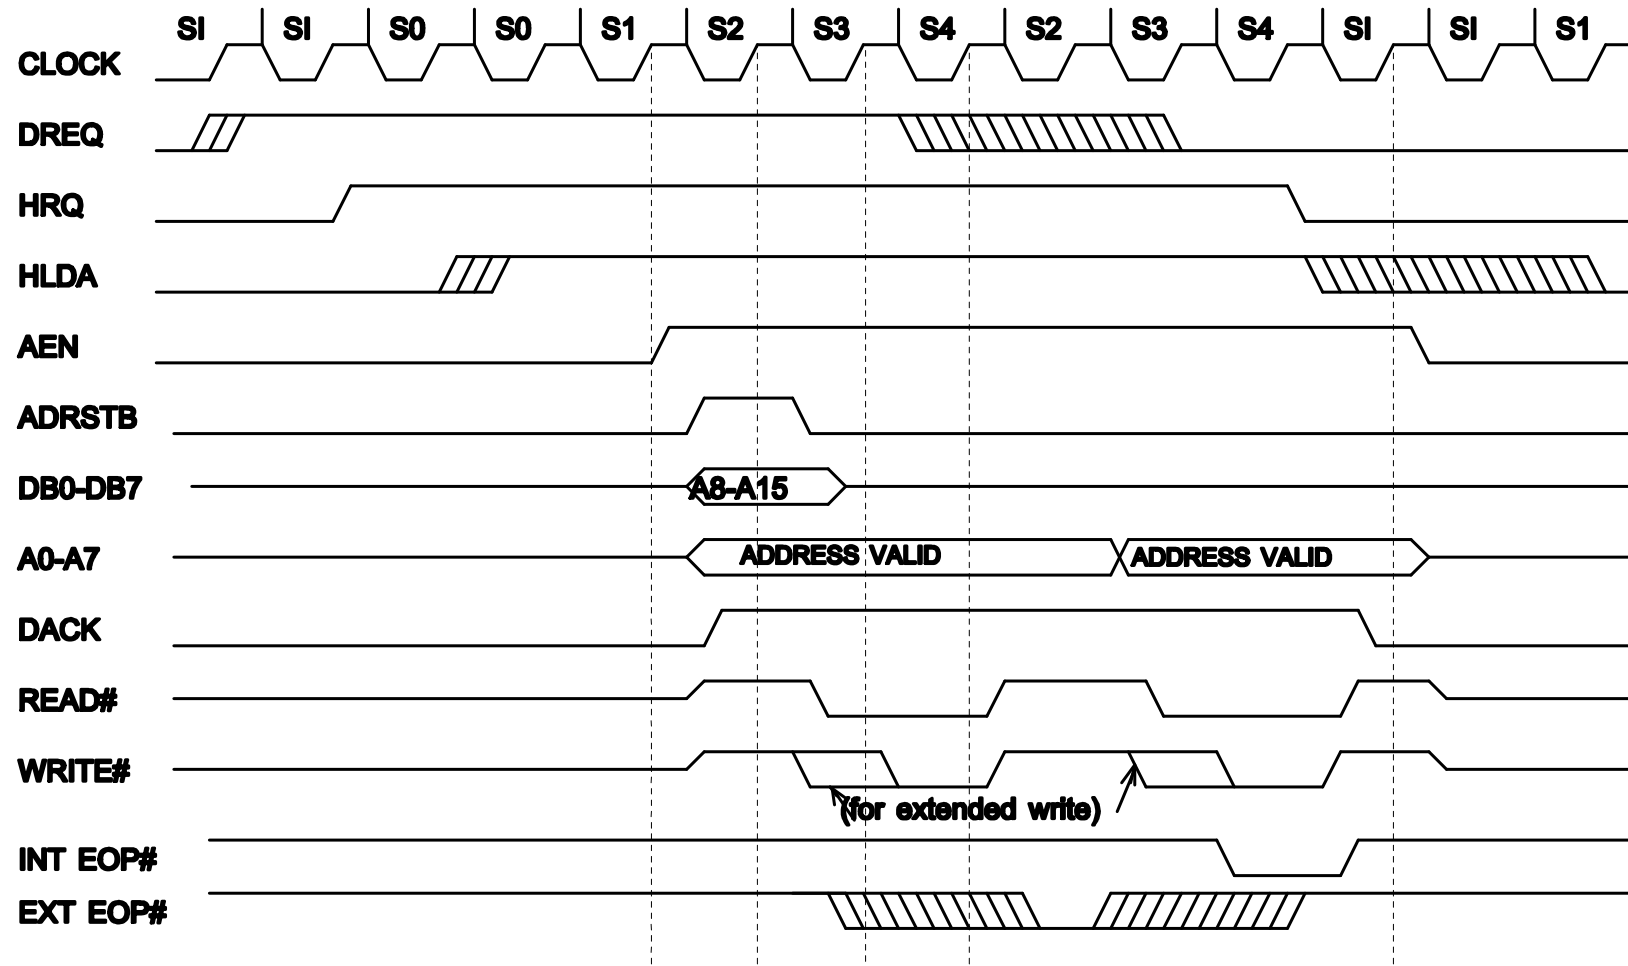 SI SI S0 S0 S1 S2 S3 S4 S2 S3 S4 SI SI S1
CLOCK
DREQ
HRQ
HLDA
AEN
ADRSTB
DB0-DB7 A8-A15
A0-A7 ADDRESS VALID ADDRESS VALID
DACK
READ#
WRITE#
(for extended write)
INT EOP#
EXT EOP#